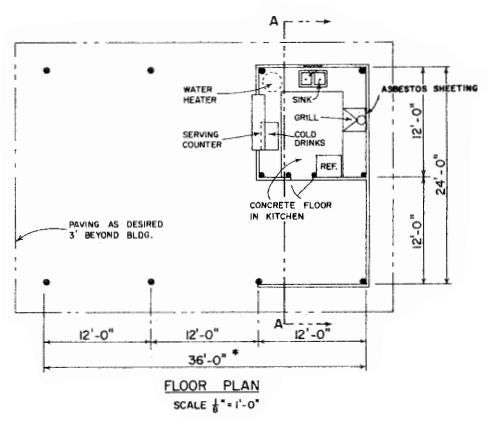 A
WATER
HEATER
SINK
ASBESTOS SHEETING
GRILL
SERVING
COUNTER
COLD
DRINKS
REF.
12'-0"
24'-0"
CONCRETE FLOOR
IN KITCHEN
PAVING AS DESIRED
3' BEYOND BLDG.
12'-0"
A
12'-0"
12'-0"
12'-0"
36'-0" *
FLOOR PLAN
SCALE 1/8" = 1'-0"